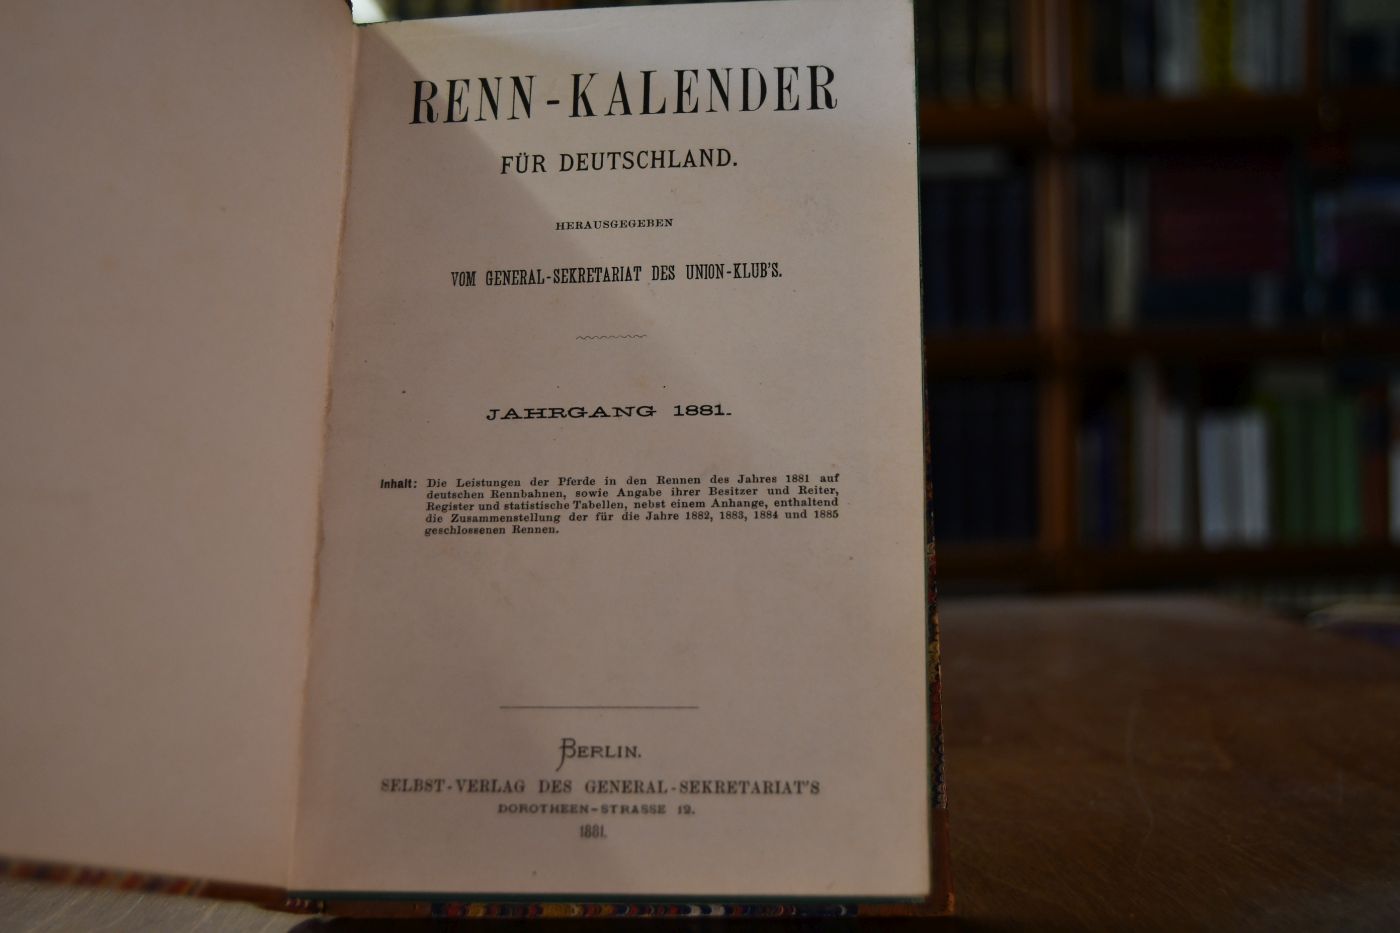 RENN-KALENDER
FÜR DEUTSCHLAND.
HERAUSGEGEBEN
VOM GENERAL-SEKRETARIAT DES UNION-KLUB'S.
JAHRGANG 1881.
Inhalt: Die Leistungen der Pferde in den Rennen des Jahres 1881 auf
deutschen Rennbahnen, sowie Angabe ihrer Besitzer und Reiter,
Register und statistische Tabellen, nebst einem Anhange, enthaltend
die Zusammenstellung der für die Jahre 1882, 1883, 1884 und 1885
geschlossenen Rennen.
BERLIN.
SELBST-VERLAG DES GENERAL-SEKRETARIAT'S
DOROTHEEN-STRASSE 12.
1881.